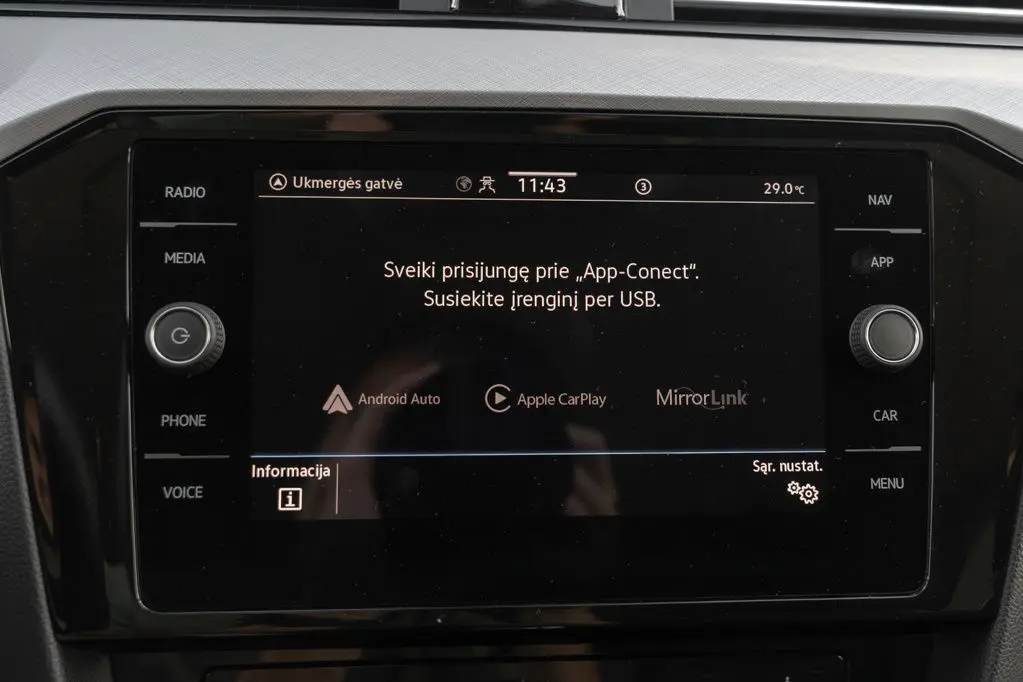 RADIO
MEDIA
PHONE
VOICE
Ukmergės gatvė
11:43
3
29.0°C
Sveiki prisijungę prie „App-Conect“.
Susiekite įrenginį per USB.
Android Auto
Apple CarPlay
MirrorLink
Informacija
i
Sąr. nustat.
NAV
APP
CAR
MENU